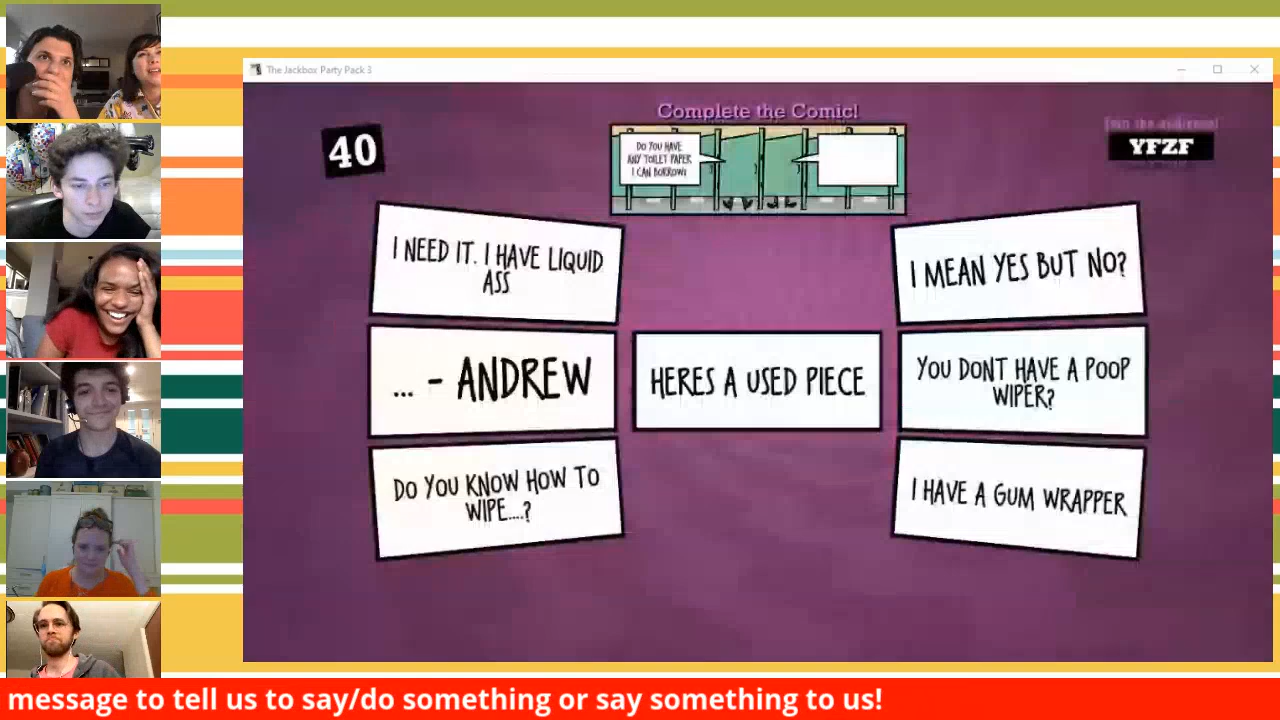 The Jackbox Party Pack 3
Complete the Comic!
Join the audience!
40
DO YOU HAVE
ANY TOILET PAPER
I CAN BORROW?
YFZF
I NEED IT. I HAVE LIQUID
ASS
I MEAN YES BUT NO?
... - ANDREW
HERES A USED PIECE
YOU DONT HAVE A POOP
WIPER?
DO YOU KNOW HOW TO
WIPE....?
I HAVE A GUM WRAPPER
message to tell us to say/do something or say something to us!